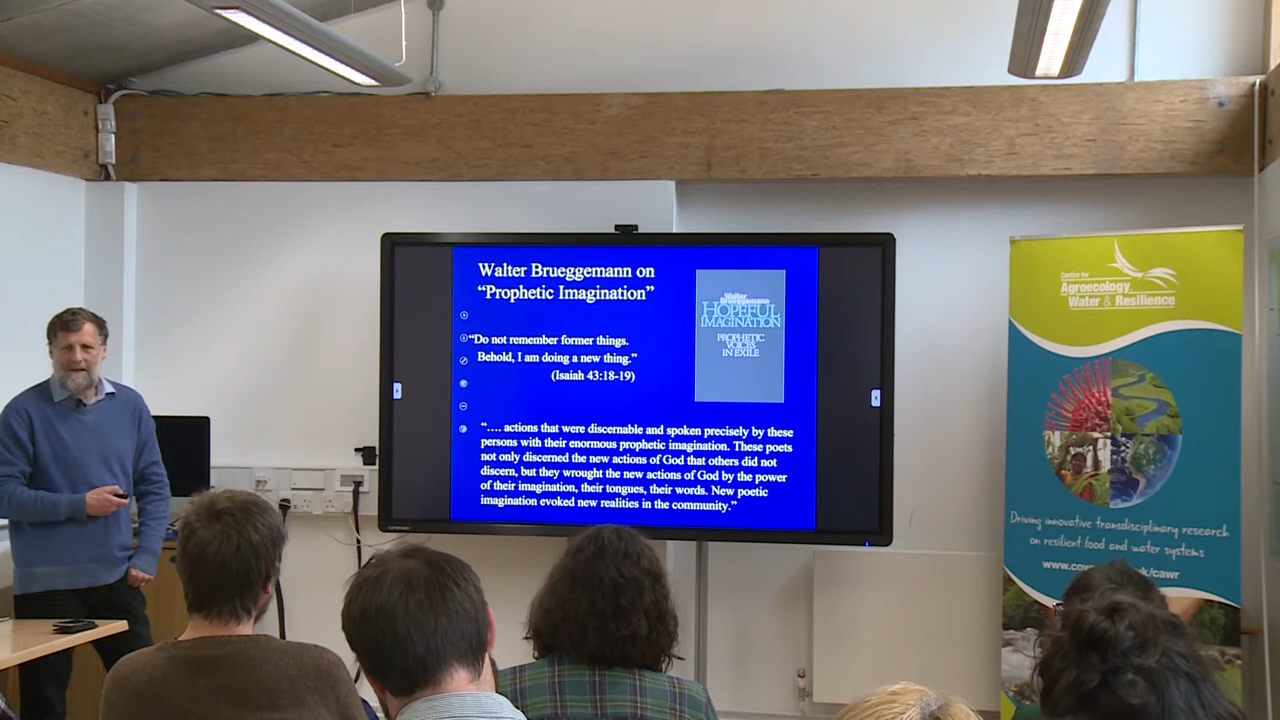 Walter Brueggemann on
“Prophetic Imagination”
“Do not remember former things.
Behold, I am doing a new thing.”
(Isaiah 43:18-19)
Walter
Brueggemann
HOPEFUL
IMAGINATION
PROPHETIC
VOICES
IN EXILE
“…. actions that were discernable and spoken precisely by these
persons with their enormous prophetic imagination. These poets
not only discerned the new actions of God that others did not
discern, but they wrought the new actions of God by the power
of their imagination, their tongues, their words. New poetic
imagination evoked new realities in the community.”
Centre for
Agroecology,
Water & Resilience
Driving innovative transdisciplinary research
on resilient food and water systems